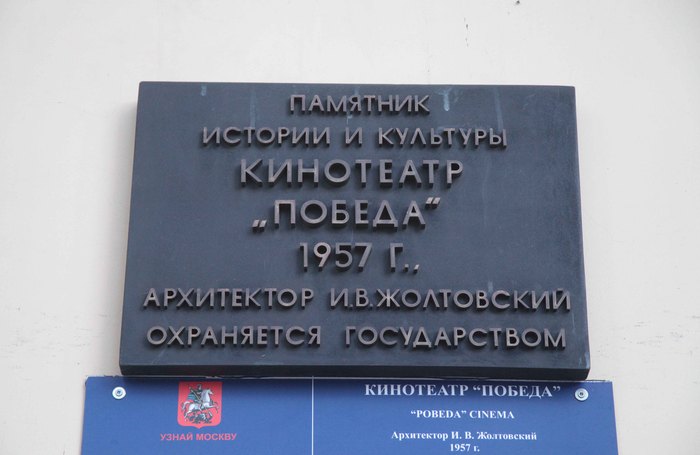 ПАМЯТНИК
ИСТОРИИ И КУЛЬТУРЫ
КИНОТЕАТР
„ПОБЕДА“
1957 Г.,
АРХИТЕКТОР И.В.ЖОЛТОВСКИЙ
ОХРАНЯЕТСЯ ГОСУДАРСТВОМ
УЗНАЙ МОСКВУ
КИНОТЕАТР “ПОБЕДА”
“POBEDA” CINEMA
Архитектор И. В. Жолтовский
1957 г.